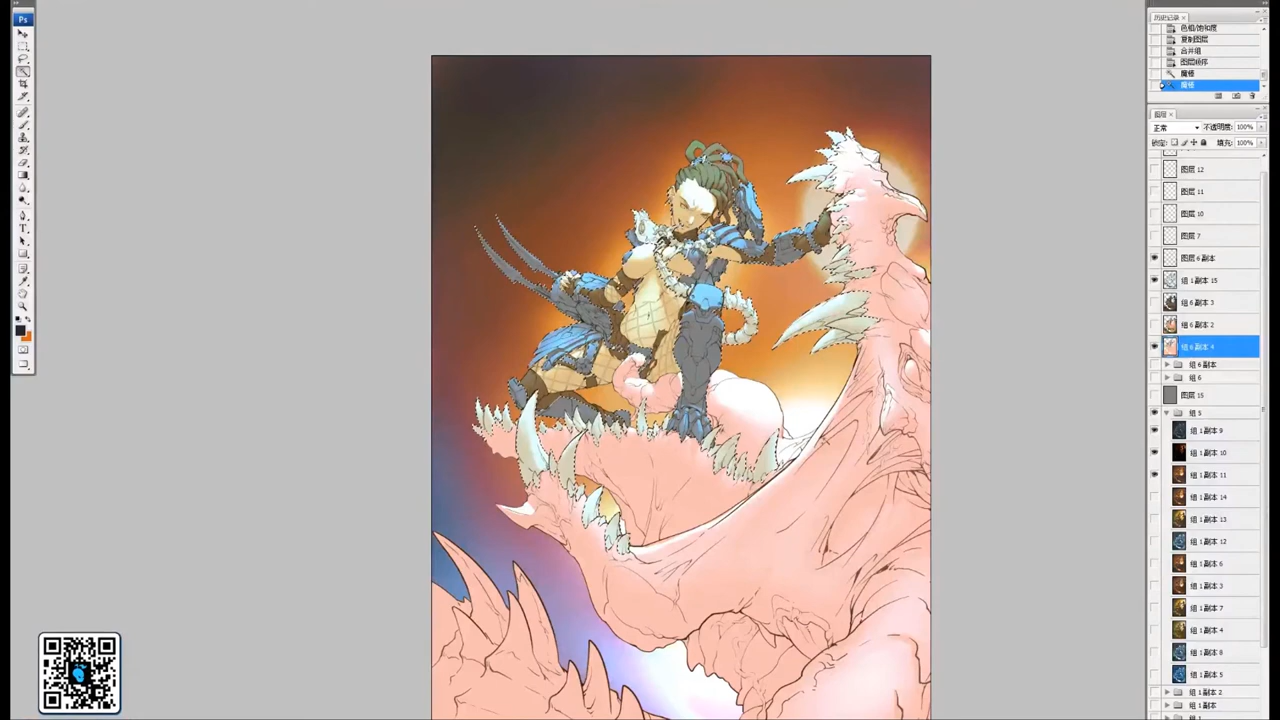 Ps
历史记录
色相/饱和度
复制图层
合并组
图层顺序
魔棒
魔棒
图层
正常
不透明度: 100%
锁定:
填充: 100%
图层 12
图层 11
图层 10
图层 7
图层 6 副本
组 1 副本 15
组 6 副本 3
组 6 副本 2
组 6 副本 4
组 6 副本
组 6
图层 15
组 5
组 1 副本 9
组 1 副本 10
组 1 副本 11
组 1 副本 14
组 1 副本 13
组 1 副本 12
组 1 副本 6
组 1 副本 3
组 1 副本 7
组 1 副本 4
组 1 副本 8
组 1 副本 5
组 1 副本 2
组 1 副本